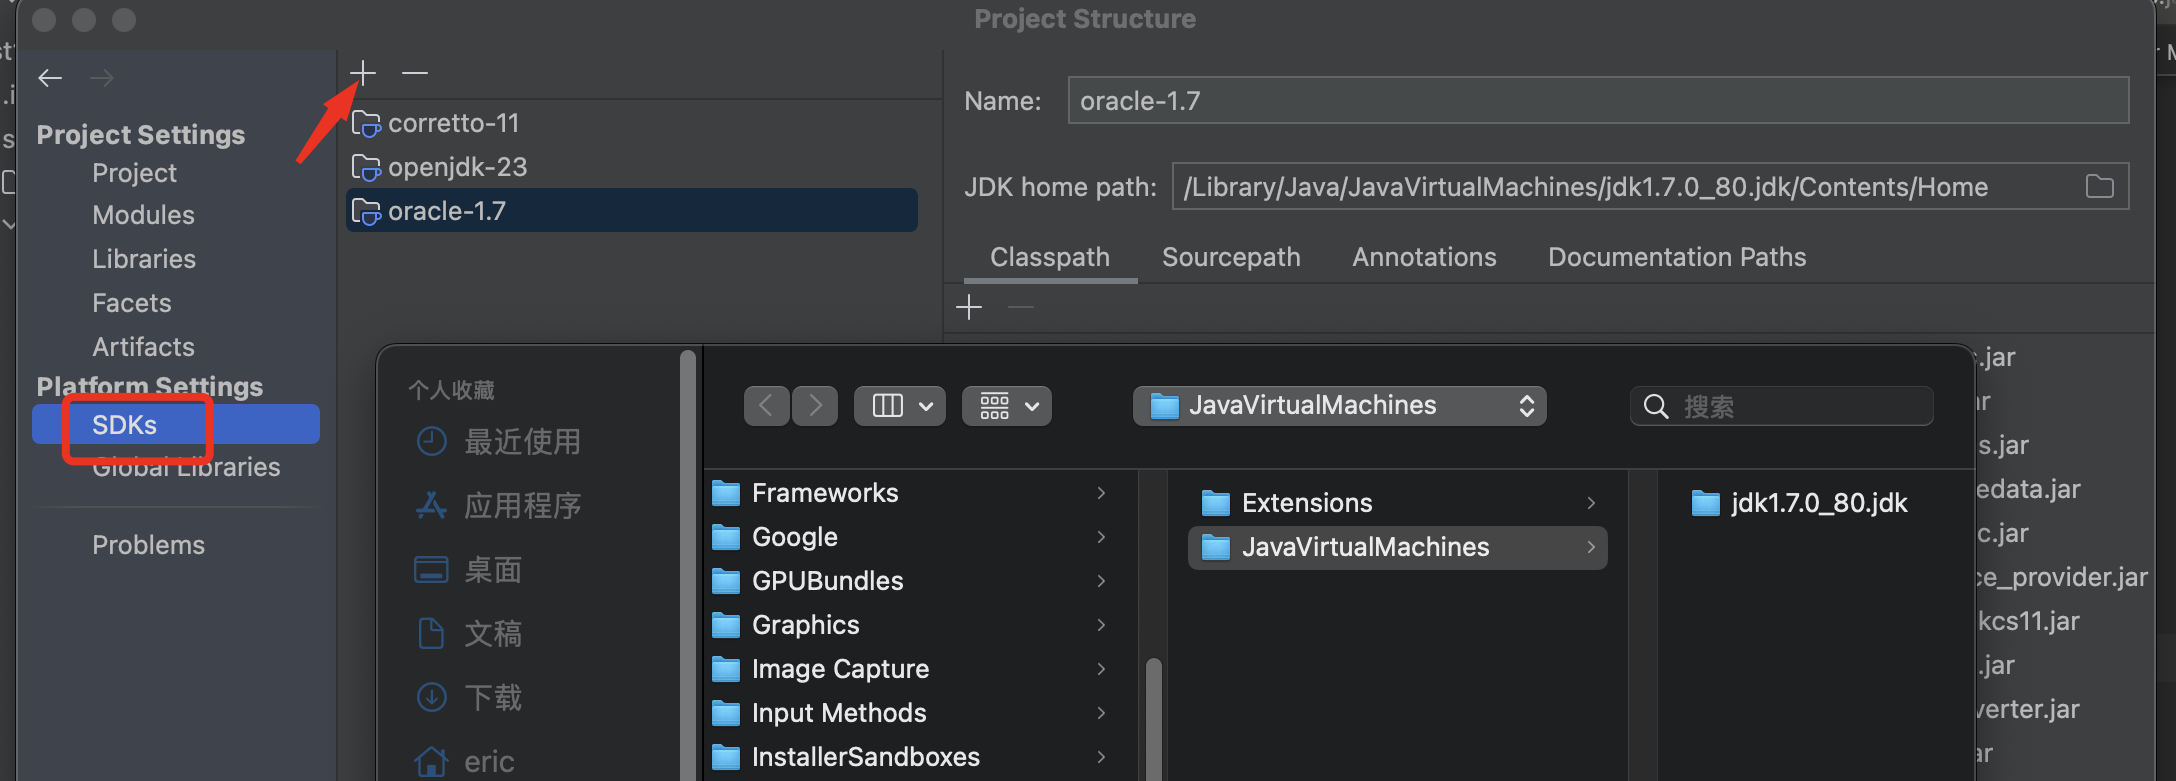 Project Structure
Project Settings
Project
Modules
Libraries
Facets
Artifacts
Platform Settings
SDKs
Global Libraries
Problems
corretto-11
openjdk-23
oracle-1.7
Name: oracle-1.7
JDK home path: /Library/Java/JavaVirtualMachines/jdk1.7.0_80.jdk/Contents/Home
Classpath Sourcepath Annotations Documentation Paths
.jar
s.jar
edata.jar
c.jar
ce_provider.jar
kcs11.jar
.jar
verter.jar
个人收藏
最近使用
应用程序
桌面
文稿
下载
eric
JavaVirtualMachines
搜索
Frameworks
Google
GPUBundles
Graphics
Image Capture
Input Methods
InstallerSandboxes
Extensions
JavaVirtualMachines
jdk1.7.0_80.jdk